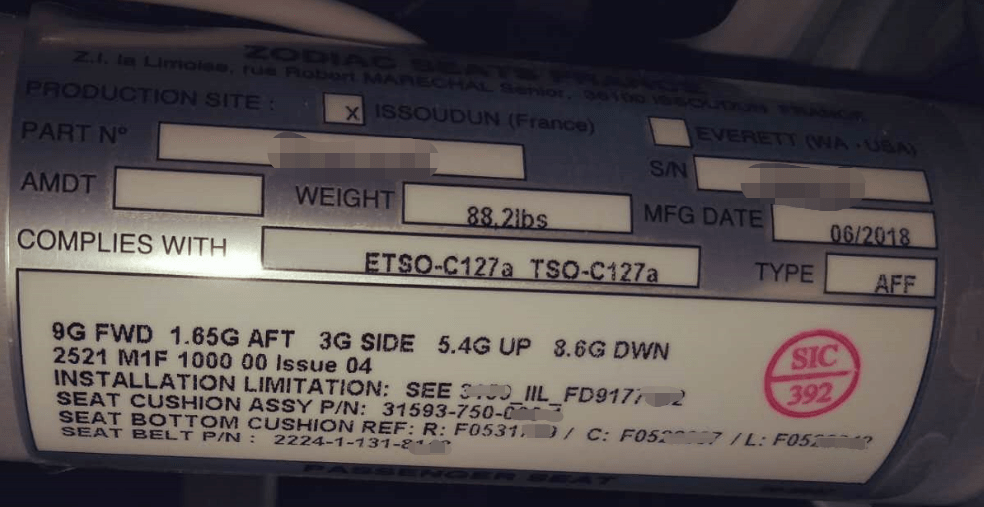 ZODIAC SEATS FRANCE
Z.I. la Limoise, rue Robert MARECHAL Senior, 36100 ISSOUDUN FRANCE
PRODUCTION SITE : x ISSOUDUN (France) EVERETT (WA - USA)
PART Nº S/N
AMDT WEIGHT 88,2lbs MFG DATE 06/2018
COMPLIES WITH ETSO-C127a TSO-C127a TYPE AFF
9G FWD 1.65G AFT 3G SIDE 5.4G UP 8.6G DWN
2521 M1F 1000 00 Issue 04
SIC
392
INSTALLATION LIMITATION: SEE
SEAT CUSHION ASSY P/N:
SEAT BOTTOM CUSHION REF: R: / C: / L:
SEAT BELT P/N :
PASSENGER SEAT